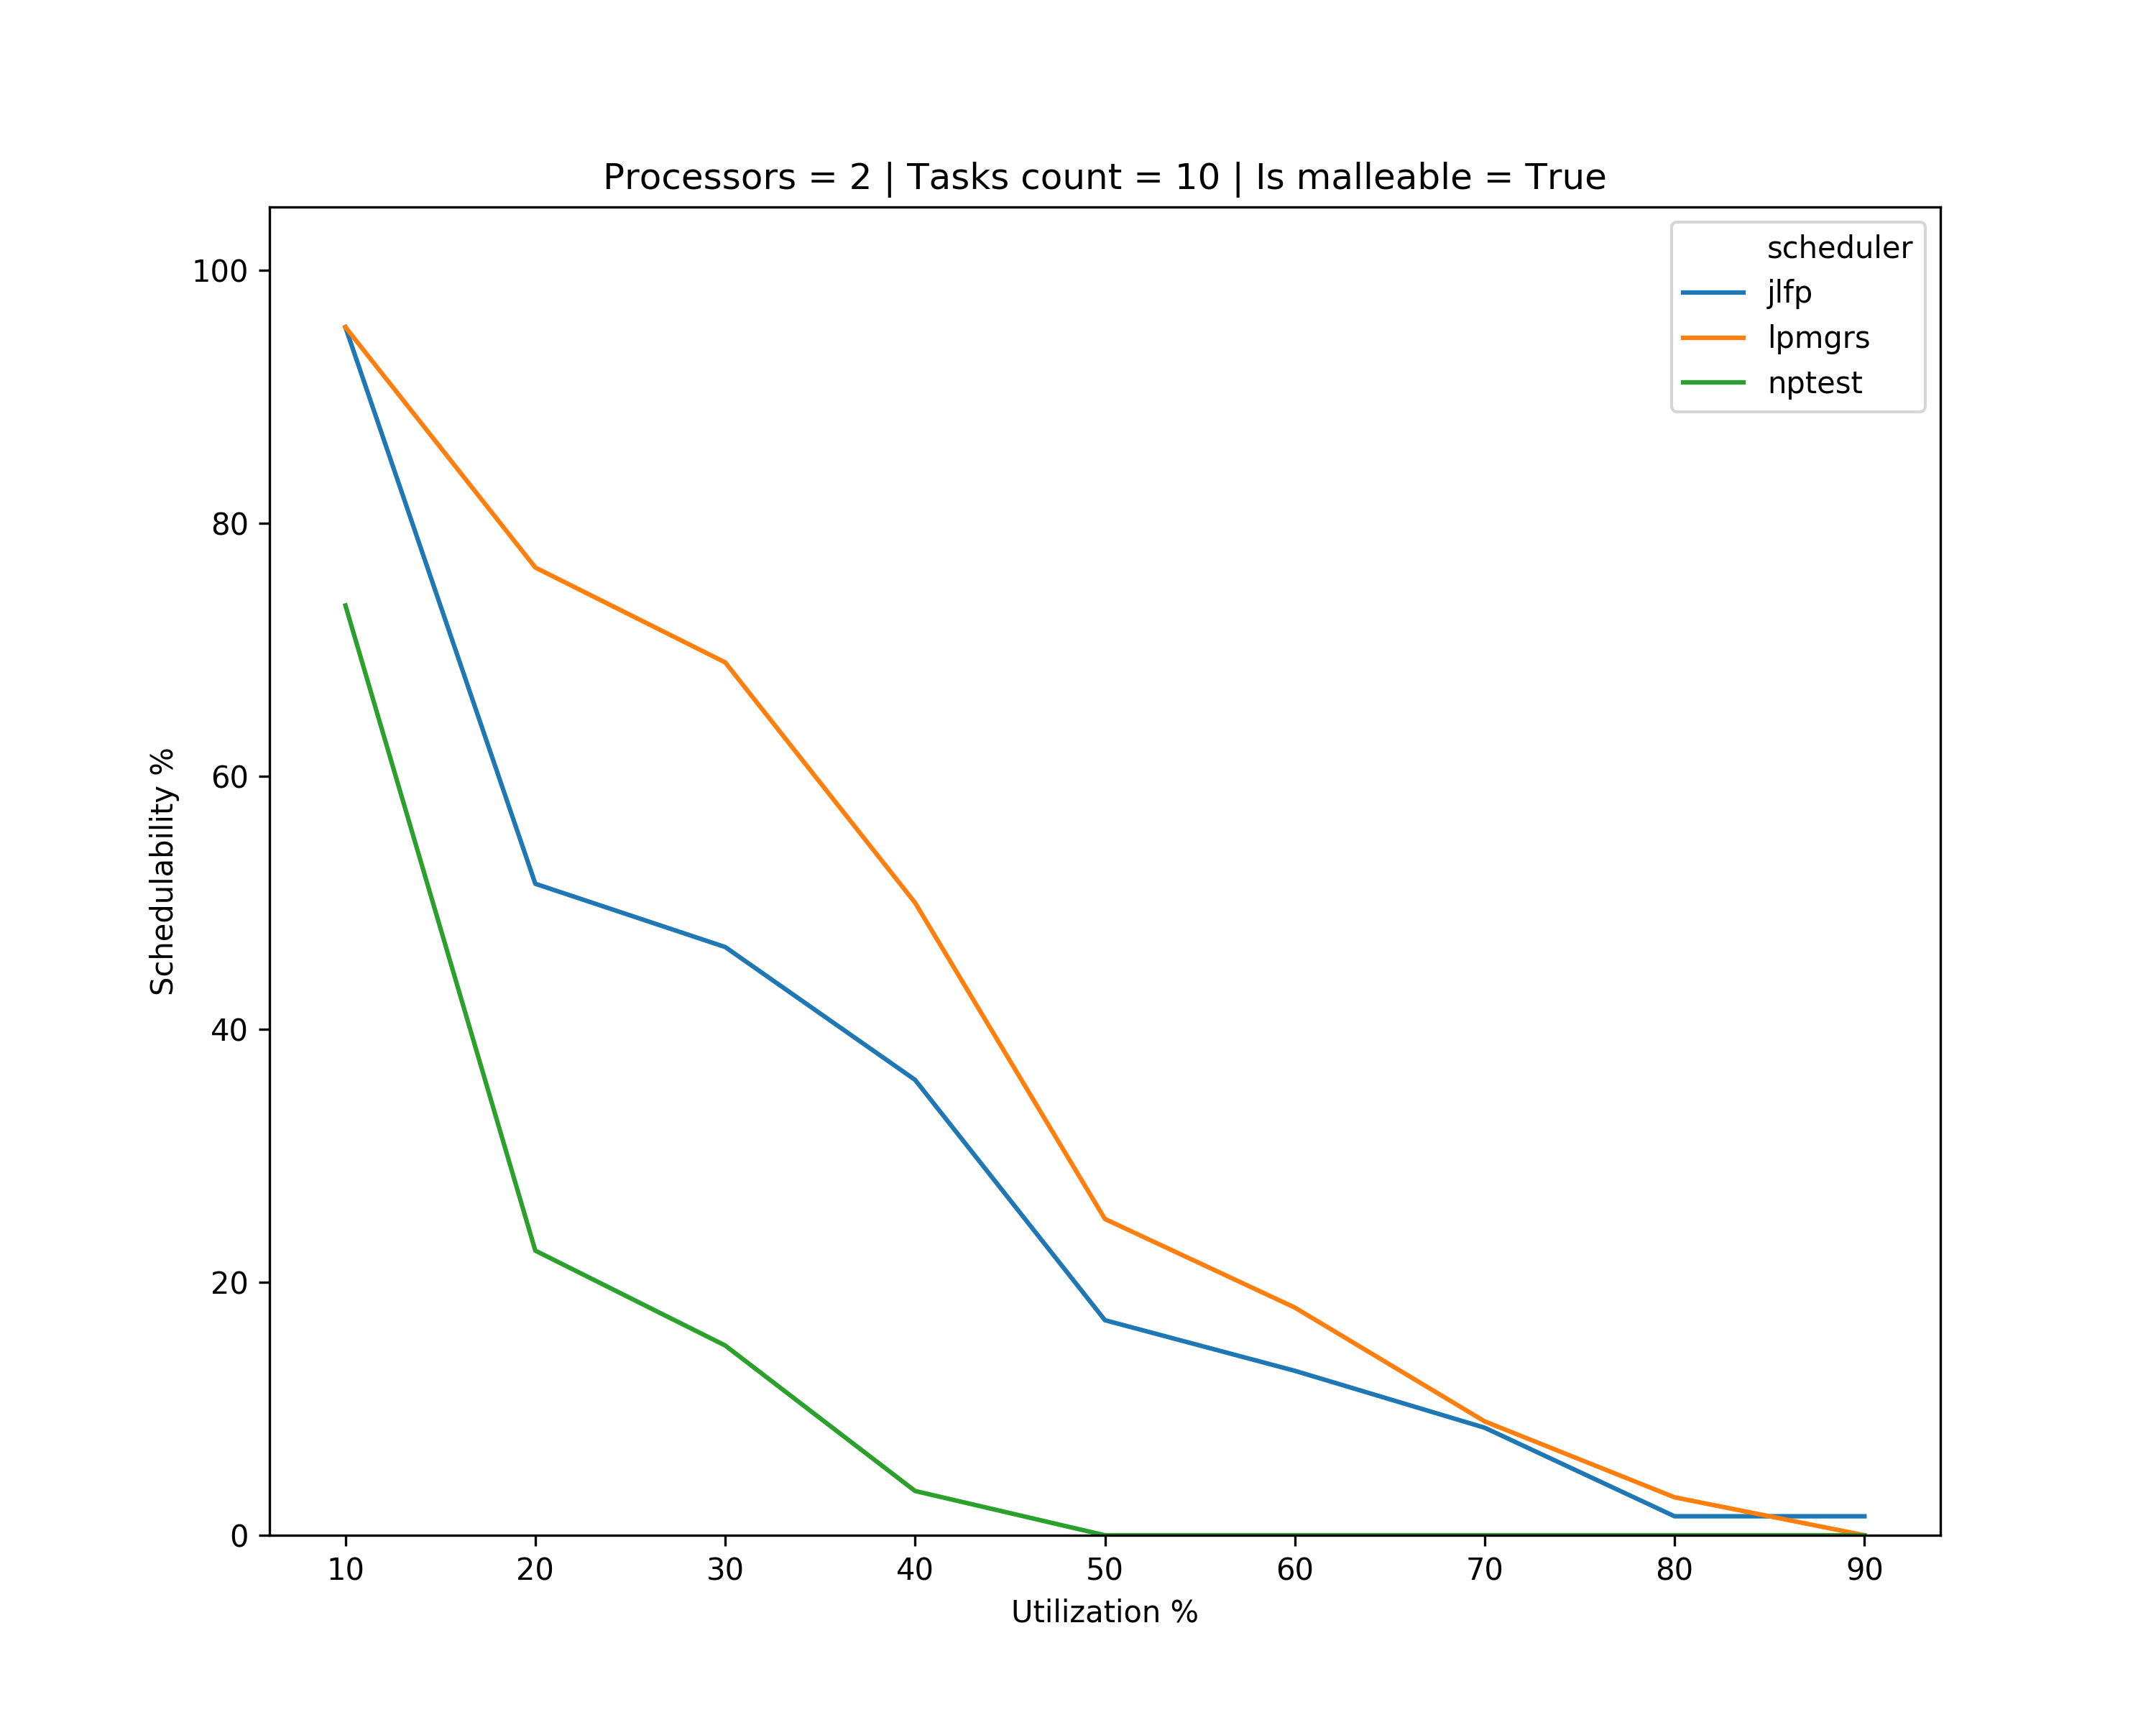 Processors = 2 | Tasks count = 10 | Is malleable = True
scheduler
jlfp
lpmgrs
nptest
Schedulability %
100
80
60
40
20
0
10 20 30 40 50 60 70 80 90
Utilization %